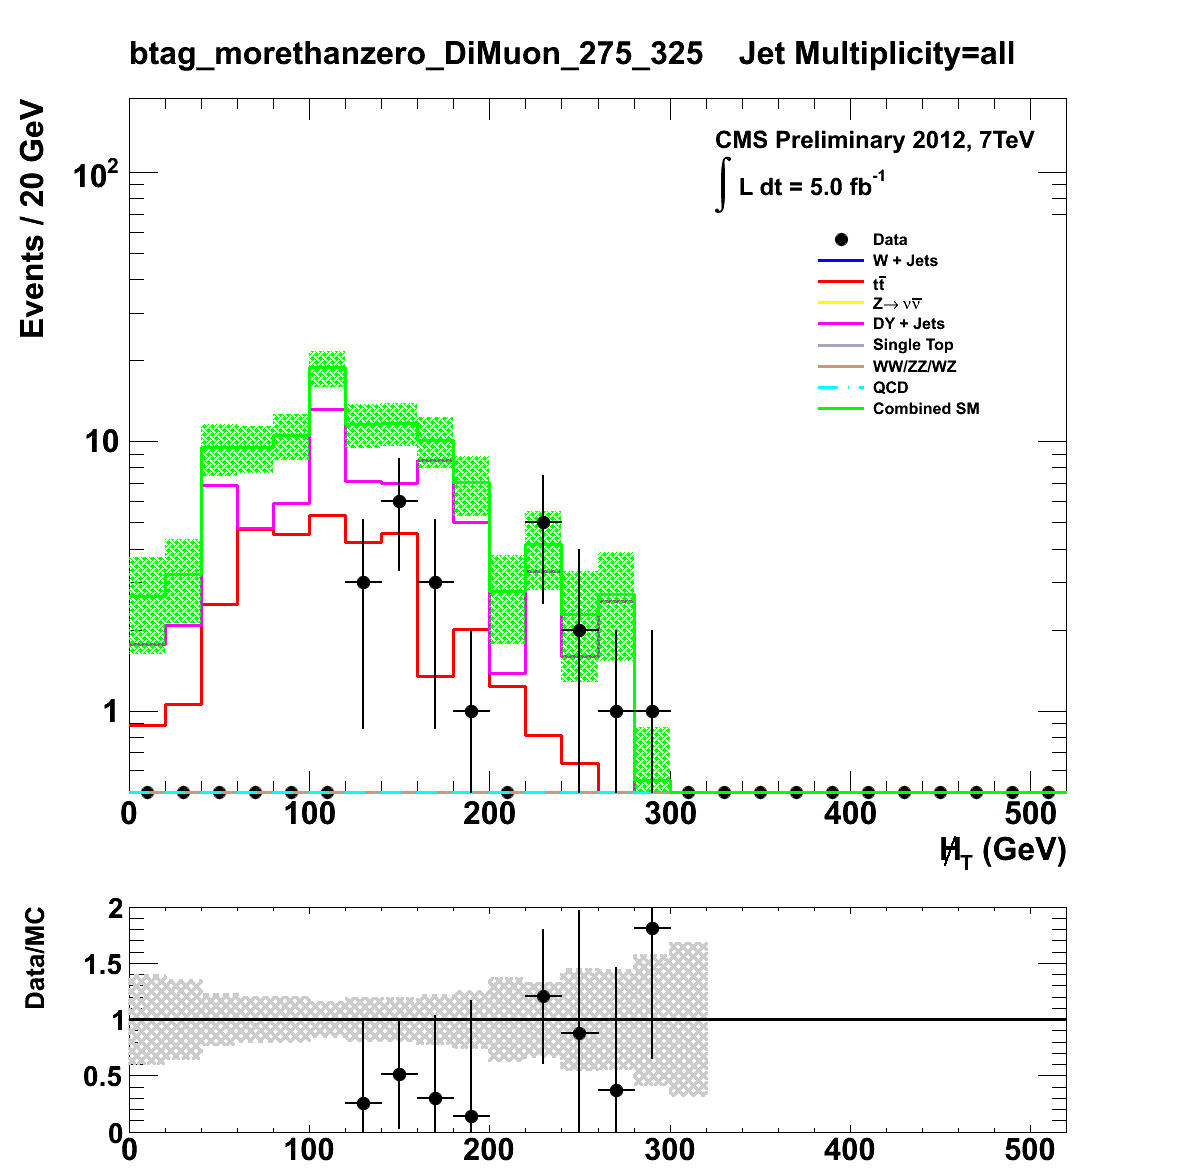 btag_morethanzero_DiMuon_275_325 Jet Multiplicity=all
Events / 20 GeV
CMS Preliminary 2012, 7TeV
∫ L dt = 5.0 fb⁻¹
Data
W + Jets
tt̅
Z→ νν̅
DY + Jets
Single Top
WW/ZZ/WZ
QCD
Combined SM
10²
10
1
0 100 200 300 400 500
H̸_T (GeV)
Data/MC
2
1.5
1
0.5
0
0 100 200 300 400 500